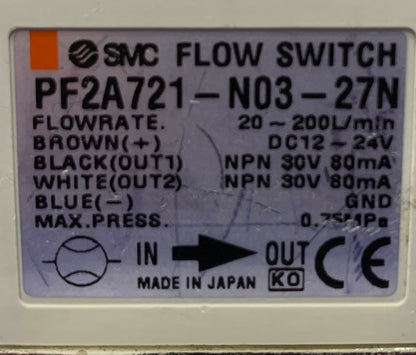 SMC FLOW SWITCH
PF2A721-N03-27N
FLOWRATE. 20~200L/min
BROWN(+) DC12~24V
BLACK(OUT1) NPN 30V 80mA
WHITE(OUT2) NPN 30V 80mA
BLUE(-) GND
MAX.PRESS. 0.75MPa
IN OUT CE
MADE IN JAPAN KO